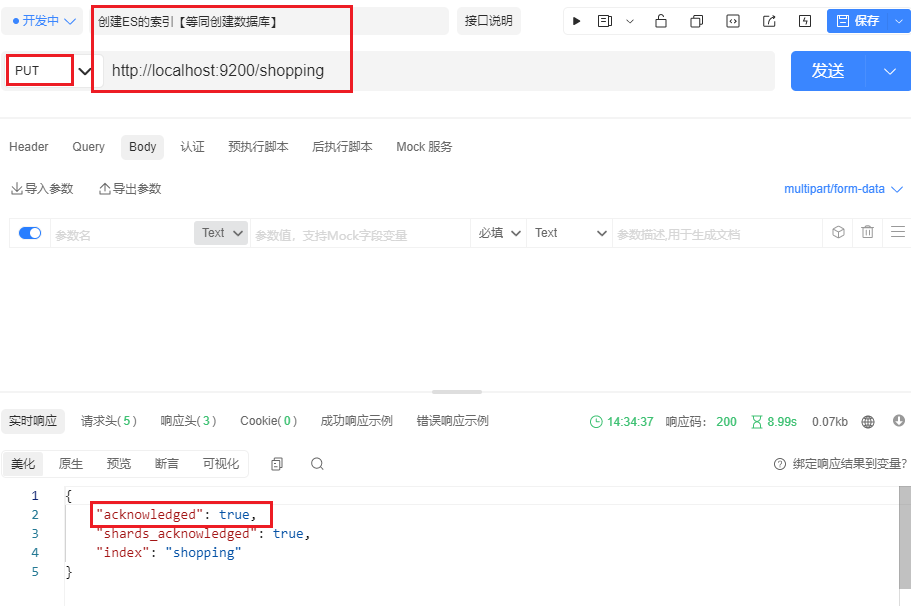 开发中 创建ES的索引【等同创建数据库】 接口说明 保存
PUT http://localhost:9200/shopping 发送
Header Query Body 认证 预执行脚本 后执行脚本 Mock 服务
导入参数 导出参数 multipart/form-data
参数名 Text 参数值，支持Mock字段变量 必填 Text 参数描述,用于生成文档
实时响应 请求头( 5 ) 响应头( 3 ) Cookie( 0 ) 成功响应示例 错误响应示例 14:34:37 响应码： 200 8.99s 0.07kb
美化 原生 预览 断言 可视化 绑定响应结果到变量?
1 {
2 "acknowledged": true,
3 "shards_acknowledged": true,
4 "index": "shopping"
5 }